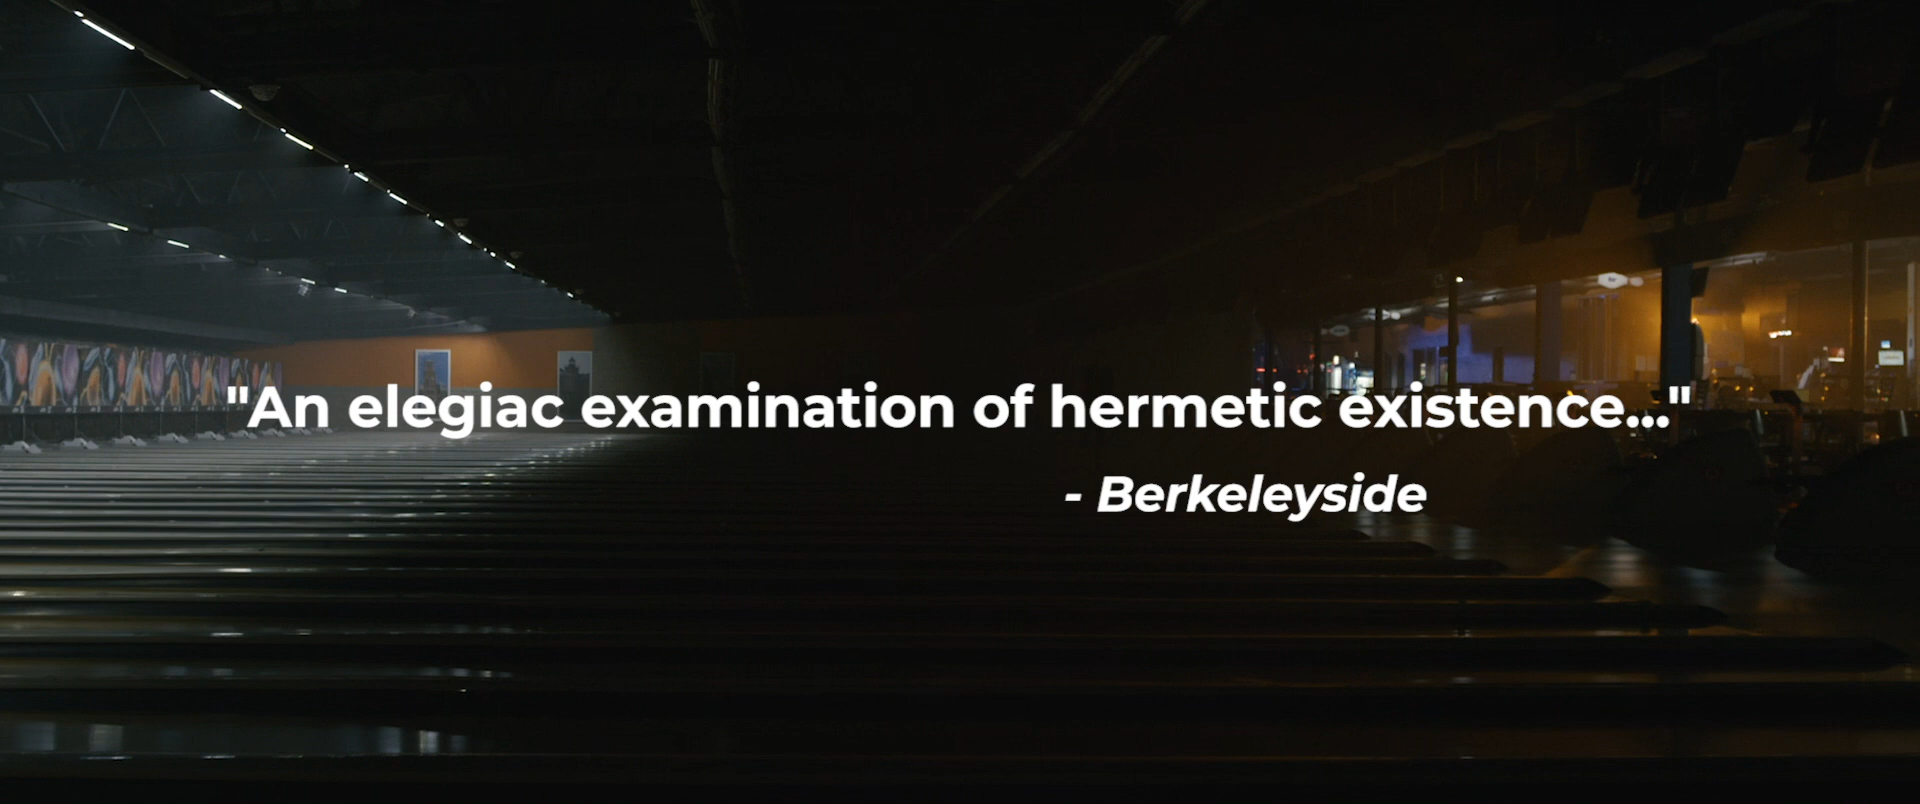 "An elegiac examination of hermetic existence..."
- Berkeleyside